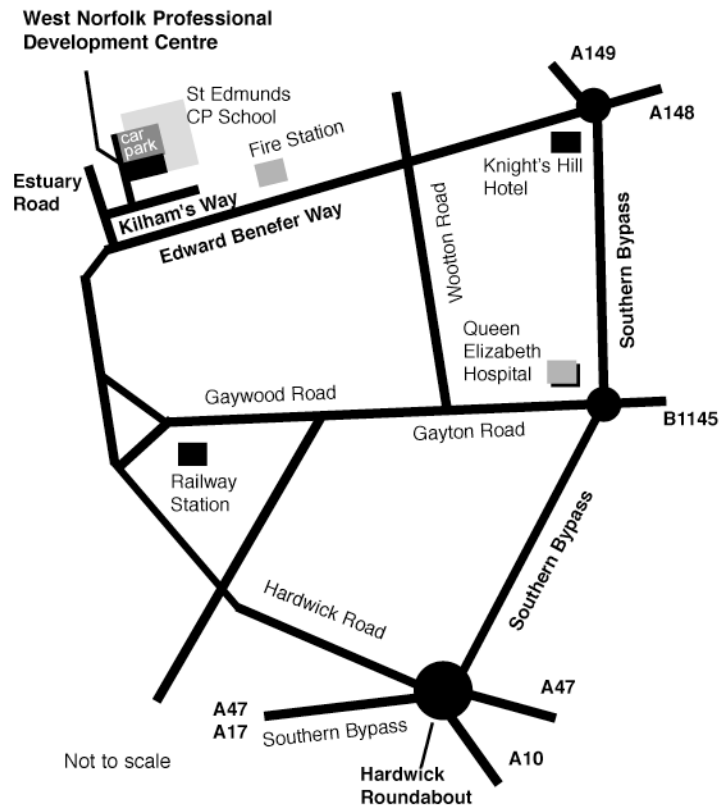 West Norfolk Professional
Development Centre
A149
St Edmunds
CP School
A148
car
park
Fire Station
Knight's Hill
Hotel
Estuary
Road
Kilham's Way
Edward Benefer Way
Wootton Road
Southern Bypass
Queen
Elizabeth
Hospital
Gaywood Road
B1145
Gayton Road
Railway
Station
Southern Bypass
Hardwick Road
A47
A47
A17
Southern Bypass
A10
Not to scale
Hardwick
Roundabout